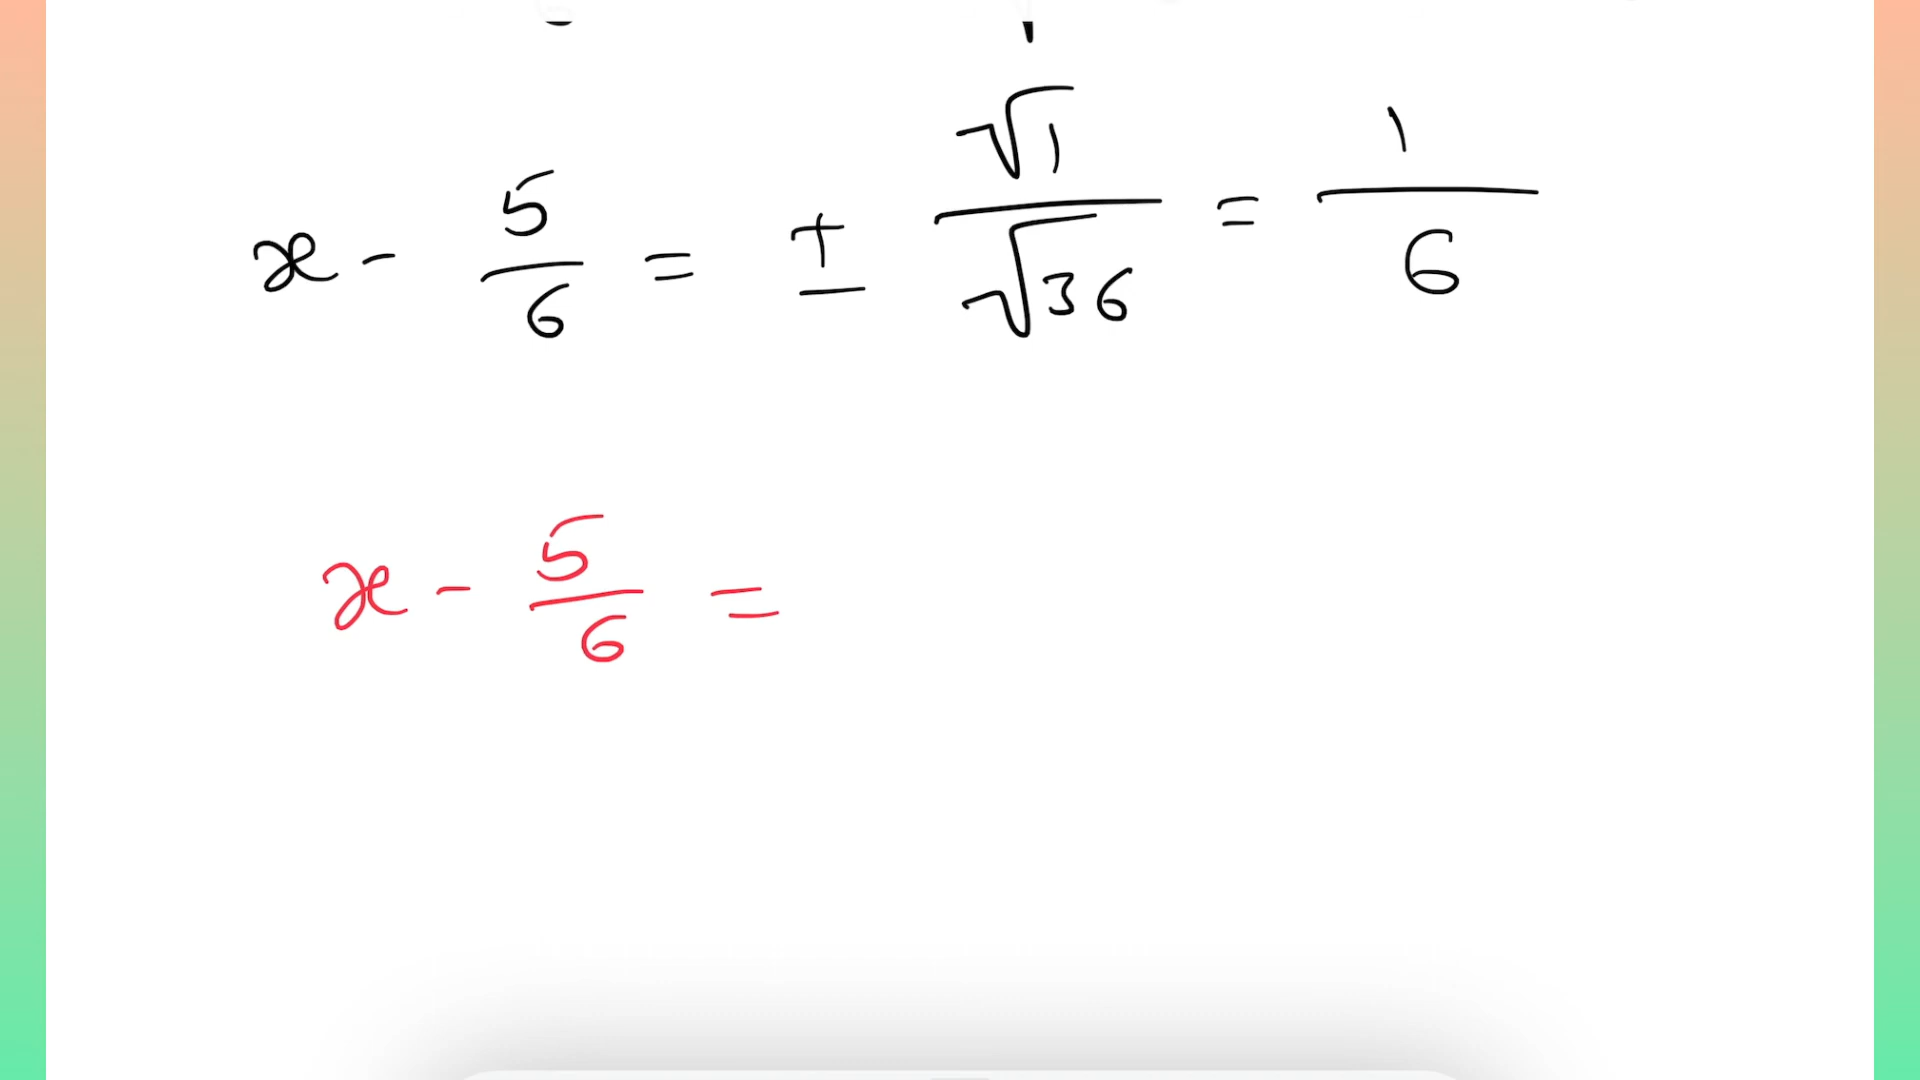 x - 5/6 = ± √1/√36 = 1/6
x - 5/6 =